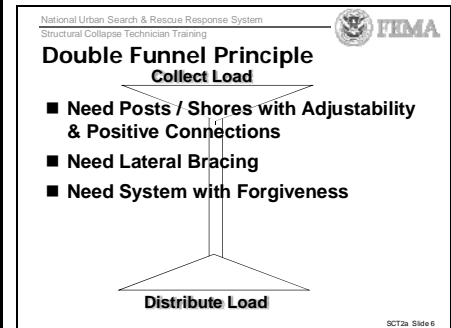 National Urban Search & Rescue Response System
Structural Collapse Technician Training
FEMA
Double Funnel Principle
Collect Load
■ Need Posts / Shores with Adjustability
& Positive Connections
■ Need Lateral Bracing
■ Need System with Forgiveness
Distribute Load
SCT2a Slide 6